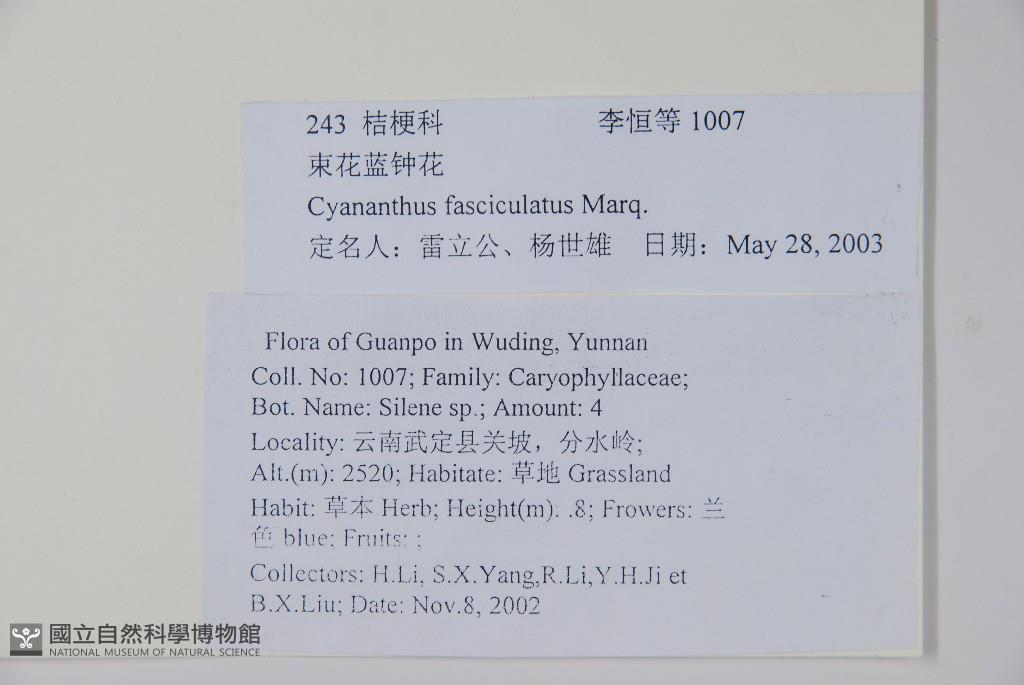 243 桔梗科 李恒等 1007
束花蓝钟花
Cyananthus fasciculatus Marq.
定名人：雷立公、杨世雄 日期：May 28, 2003
Flora of Guanpo in Wuding, Yunnan
Coll. No: 1007; Family: Caryophyllaceae;
Bot. Name: Silene sp.; Amount: 4
Locality: 云南武定县关坡，分水岭;
Alt.(m): 2520; Habitate: 草地 Grassland
Habit: 草本 Herb; Height(m): .8; Frowers: 兰
色 blue; Fruits: ;
Collectors: H.Li, S.X.Yang,R.Li,Y.H.Ji et
B.X.Liu; Date: Nov.8, 2002
國立自然科學博物館
NATIONAL MUSEUM OF NATURAL SCIENCE